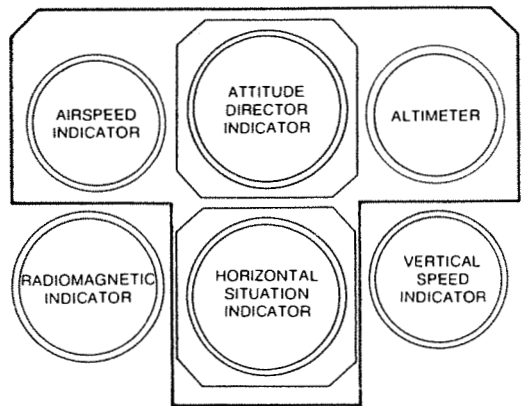 AIRSPEED
INDICATOR
ATTITUDE
DIRECTOR
INDICATOR
ALTIMETER
RADIOMAGNETIC
INDICATOR
HORIZONTAL
SITUATION
INDICATOR
VERTICAL
SPEED
INDICATOR